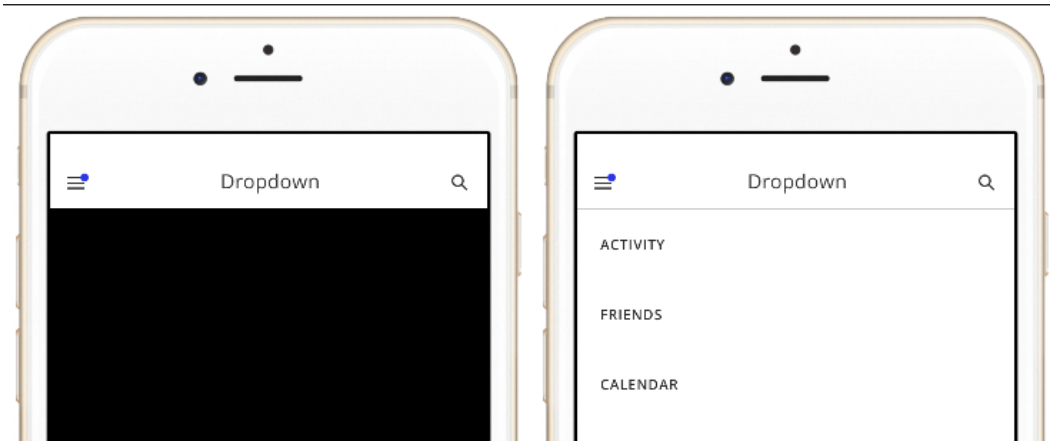 Dropdown
Dropdown
ACTIVITY
FRIENDS
CALENDAR